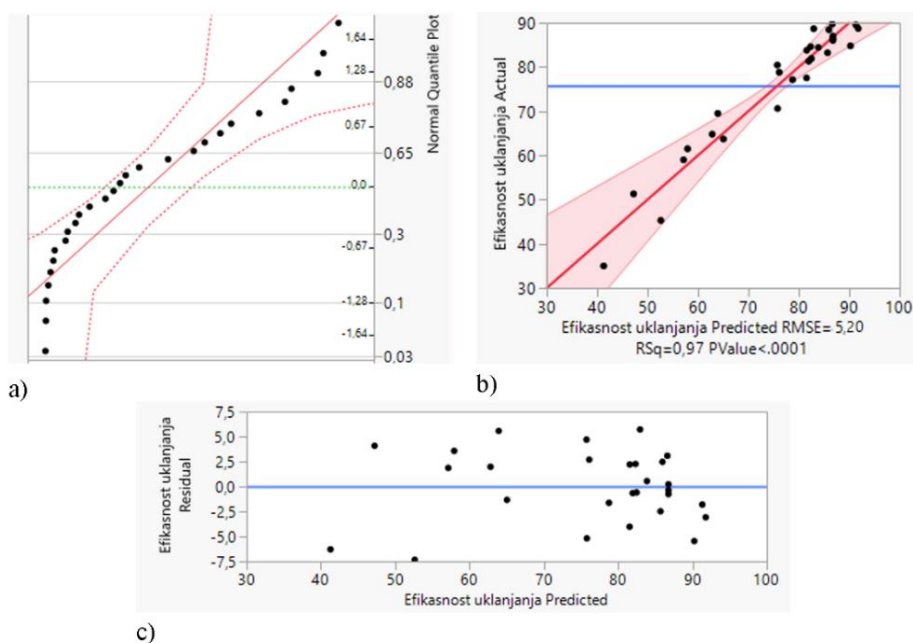 1.64
1.28
0,88
0.67
0,65
0,0
-0.67
0,3
-1.28
0,1
-1.64
0,03
Normal Quantile Plot
a)
90
80
70
60
50
40
30
Efikasnost uklanjanja Actual
30 40 50 60 70 80 90 100
Efikasnost uklanjanja Predicted RMSE= 5,20
RSq=0,97 PValue<.0001
b)
7,5
5,0
2,5
0,0
-2,5
-5,0
-7,5
Efikasnost uklanjanja
Residual
30 40 50 60 70 80 90 100
Efikasnost uklanjanja Predicted
c)